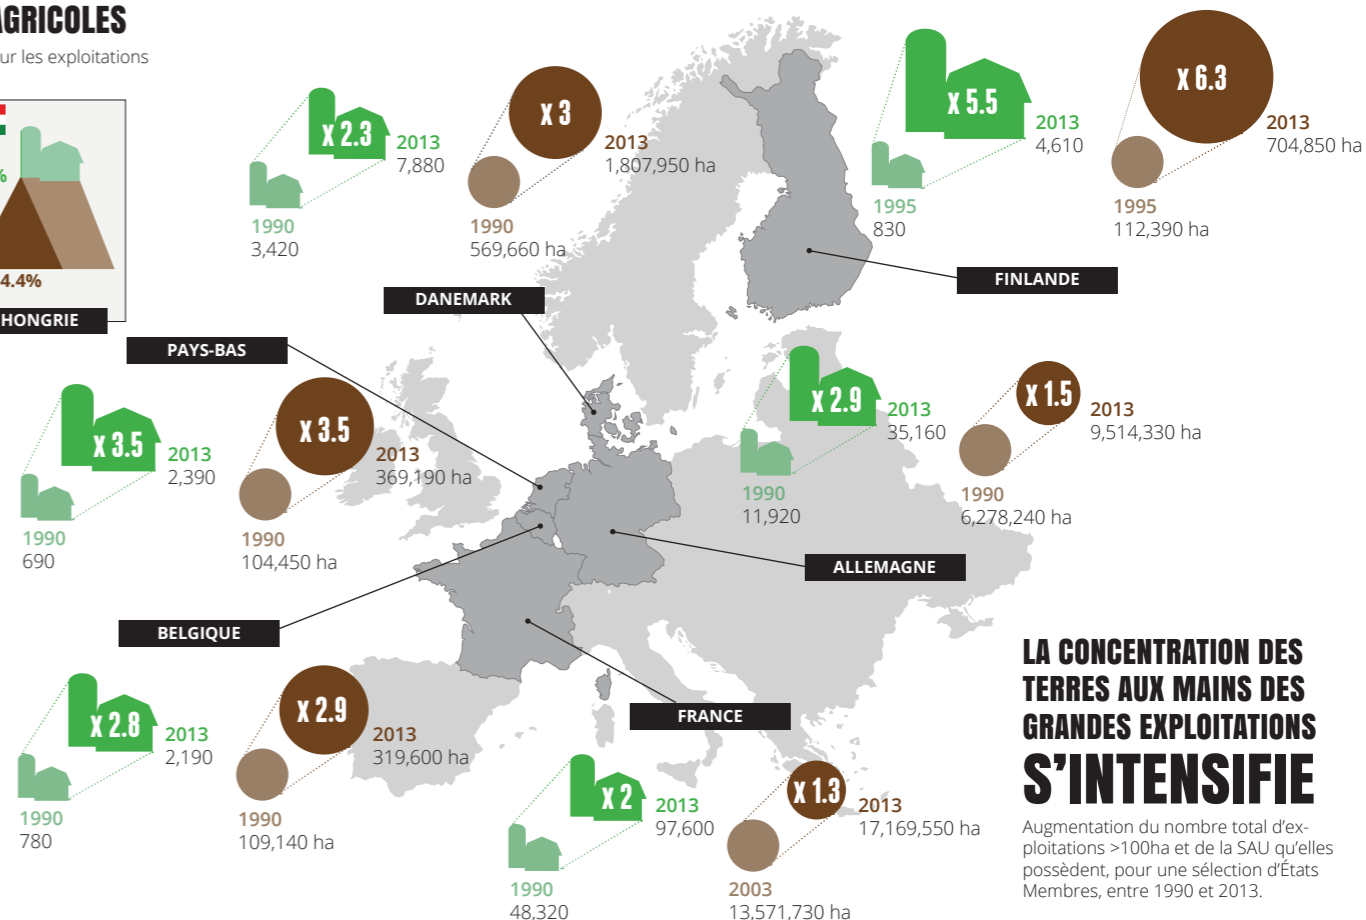 AGRICOLES
ur les exploitations
%
4.4%
HONGRIE
x 2.3
2013
7,880
1990
3,420
x 3
2013
1,807,950 ha
1990
569,660 ha
DANEMARK
x 5.5
2013
4,610
1995
830
x 6.3
2013
704,850 ha
1995
112,390 ha
FINLANDE
PAYS-BAS
x 3.5
2013
2,390
1990
690
x 3.5
2013
369,190 ha
1990
104,450 ha
x 2.9
2013
35,160
1990
11,920
x 1.5
2013
9,514,330 ha
1990
6,278,240 ha
ALLEMAGNE
BELGIQUE
x 2.8
2013
2,190
1990
780
x 2.9
2013
319,600 ha
1990
109,140 ha
FRANCE
x 2
2013
97,600
1990
48,320
x 1.3
2013
17,169,550 ha
2003
13,571,730 ha
LA CONCENTRATION DES
TERRES AUX MAINS DES
GRANDES EXPLOITATIONS
S'INTENSIFIE
Augmentation du nombre total d'ex-
ploitations >100ha et de la SAU qu'elles
possèdent, pour une sélection d'États
Membres, entre 1990 et 2013.